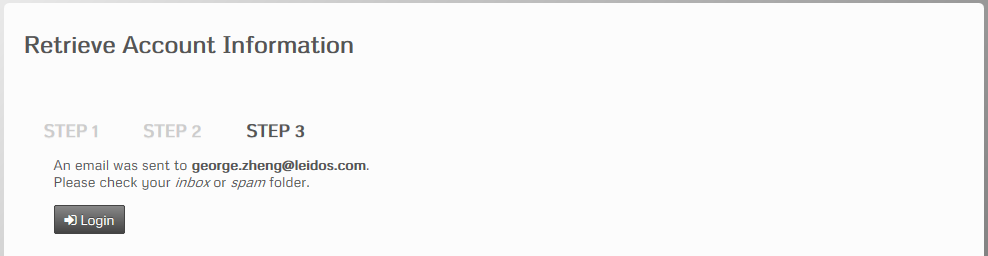 Retrieve Account Information
STEP 1 STEP 2 STEP 3
An email was sent to george.zheng@leidos.com.
Please check your inbox or spam folder.
Login